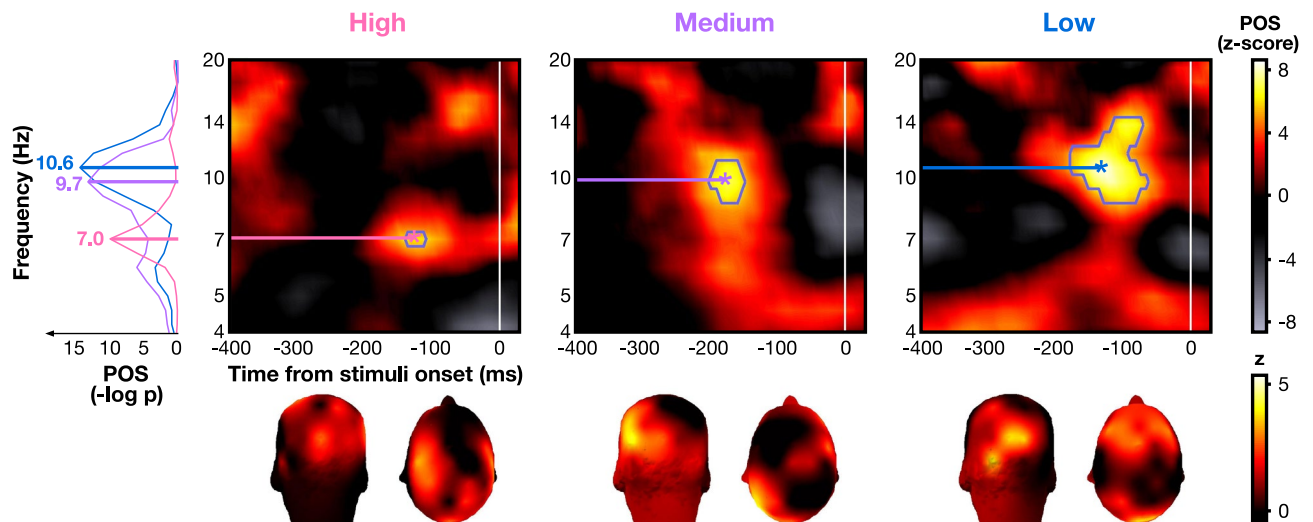 High
Medium
Low
POS
(z-score)
Frequency (Hz)
10.6
9.7
7.0
15 10 5 0
POS
(-log p)
20
14
10
7
5
4
-400 -300 -200 -100 0
Time from stimuli onset (ms)
*
20
14
10
7
5
4
-400 -300 -200 -100 0
*
20
14
10
7
5
4
-400 -300 -200 -100 0
*
8
4
0
-4
-8
z
5
0